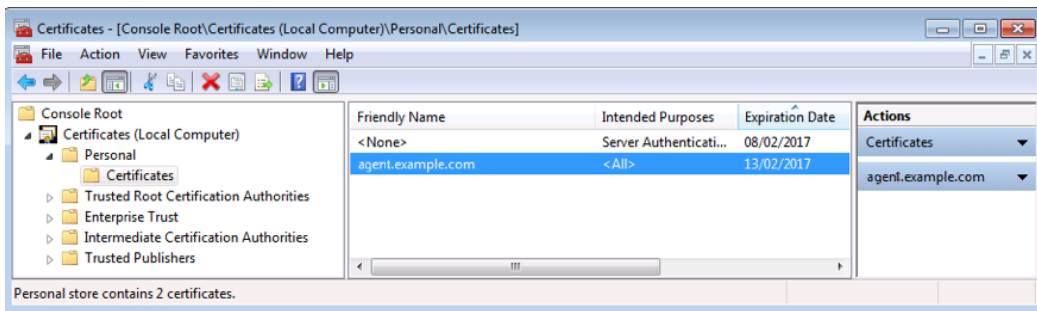 Certificates - [Console Root\Certificates (Local Computer)\Personal\Certificates]
File Action View Favorites Window Help
Console Root
Certificates (Local Computer)
Personal
Certificates
Trusted Root Certification Authorities
Enterprise Trust
Intermediate Certification Authorities
Trusted Publishers
Friendly Name Intended Purposes Expiration Date
<None> Server Authenticati... 08/02/2017
agent.example.com <All> 13/02/2017
Actions
Certificates
agent.example.com
Personal store contains 2 certificates.